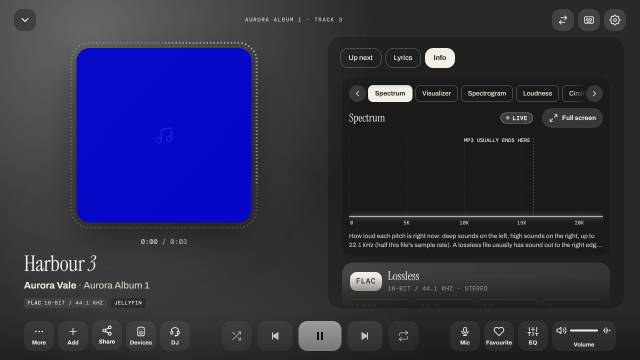 AURORA ALBUM 1 · TRACK 3
Up next
Lyrics
Info
Spectrum
Visualizer
Spectrogram
Loudness
Spectrum
LIVE
Full screen
MP3 USUALLY ENDS HERE
0 5K 10K 15K 20K
How loud each pitch is right now: deep sounds on the left, high sounds on the right, up to
22.1 kHz (half this file's sample rate). A lossless file usually has sound out to the right edg...
0:00 / 0:03
Harbour 3
Aurora Vale · Aurora Album 1
FLAC 16-BIT / 44.1 KHZ
JELLYFIN
FLAC
Lossless
16-BIT / 44.1 KHZ · STEREO
More
Add
Share
Devices
DJ
Mic
Favourite
EQ
Volume